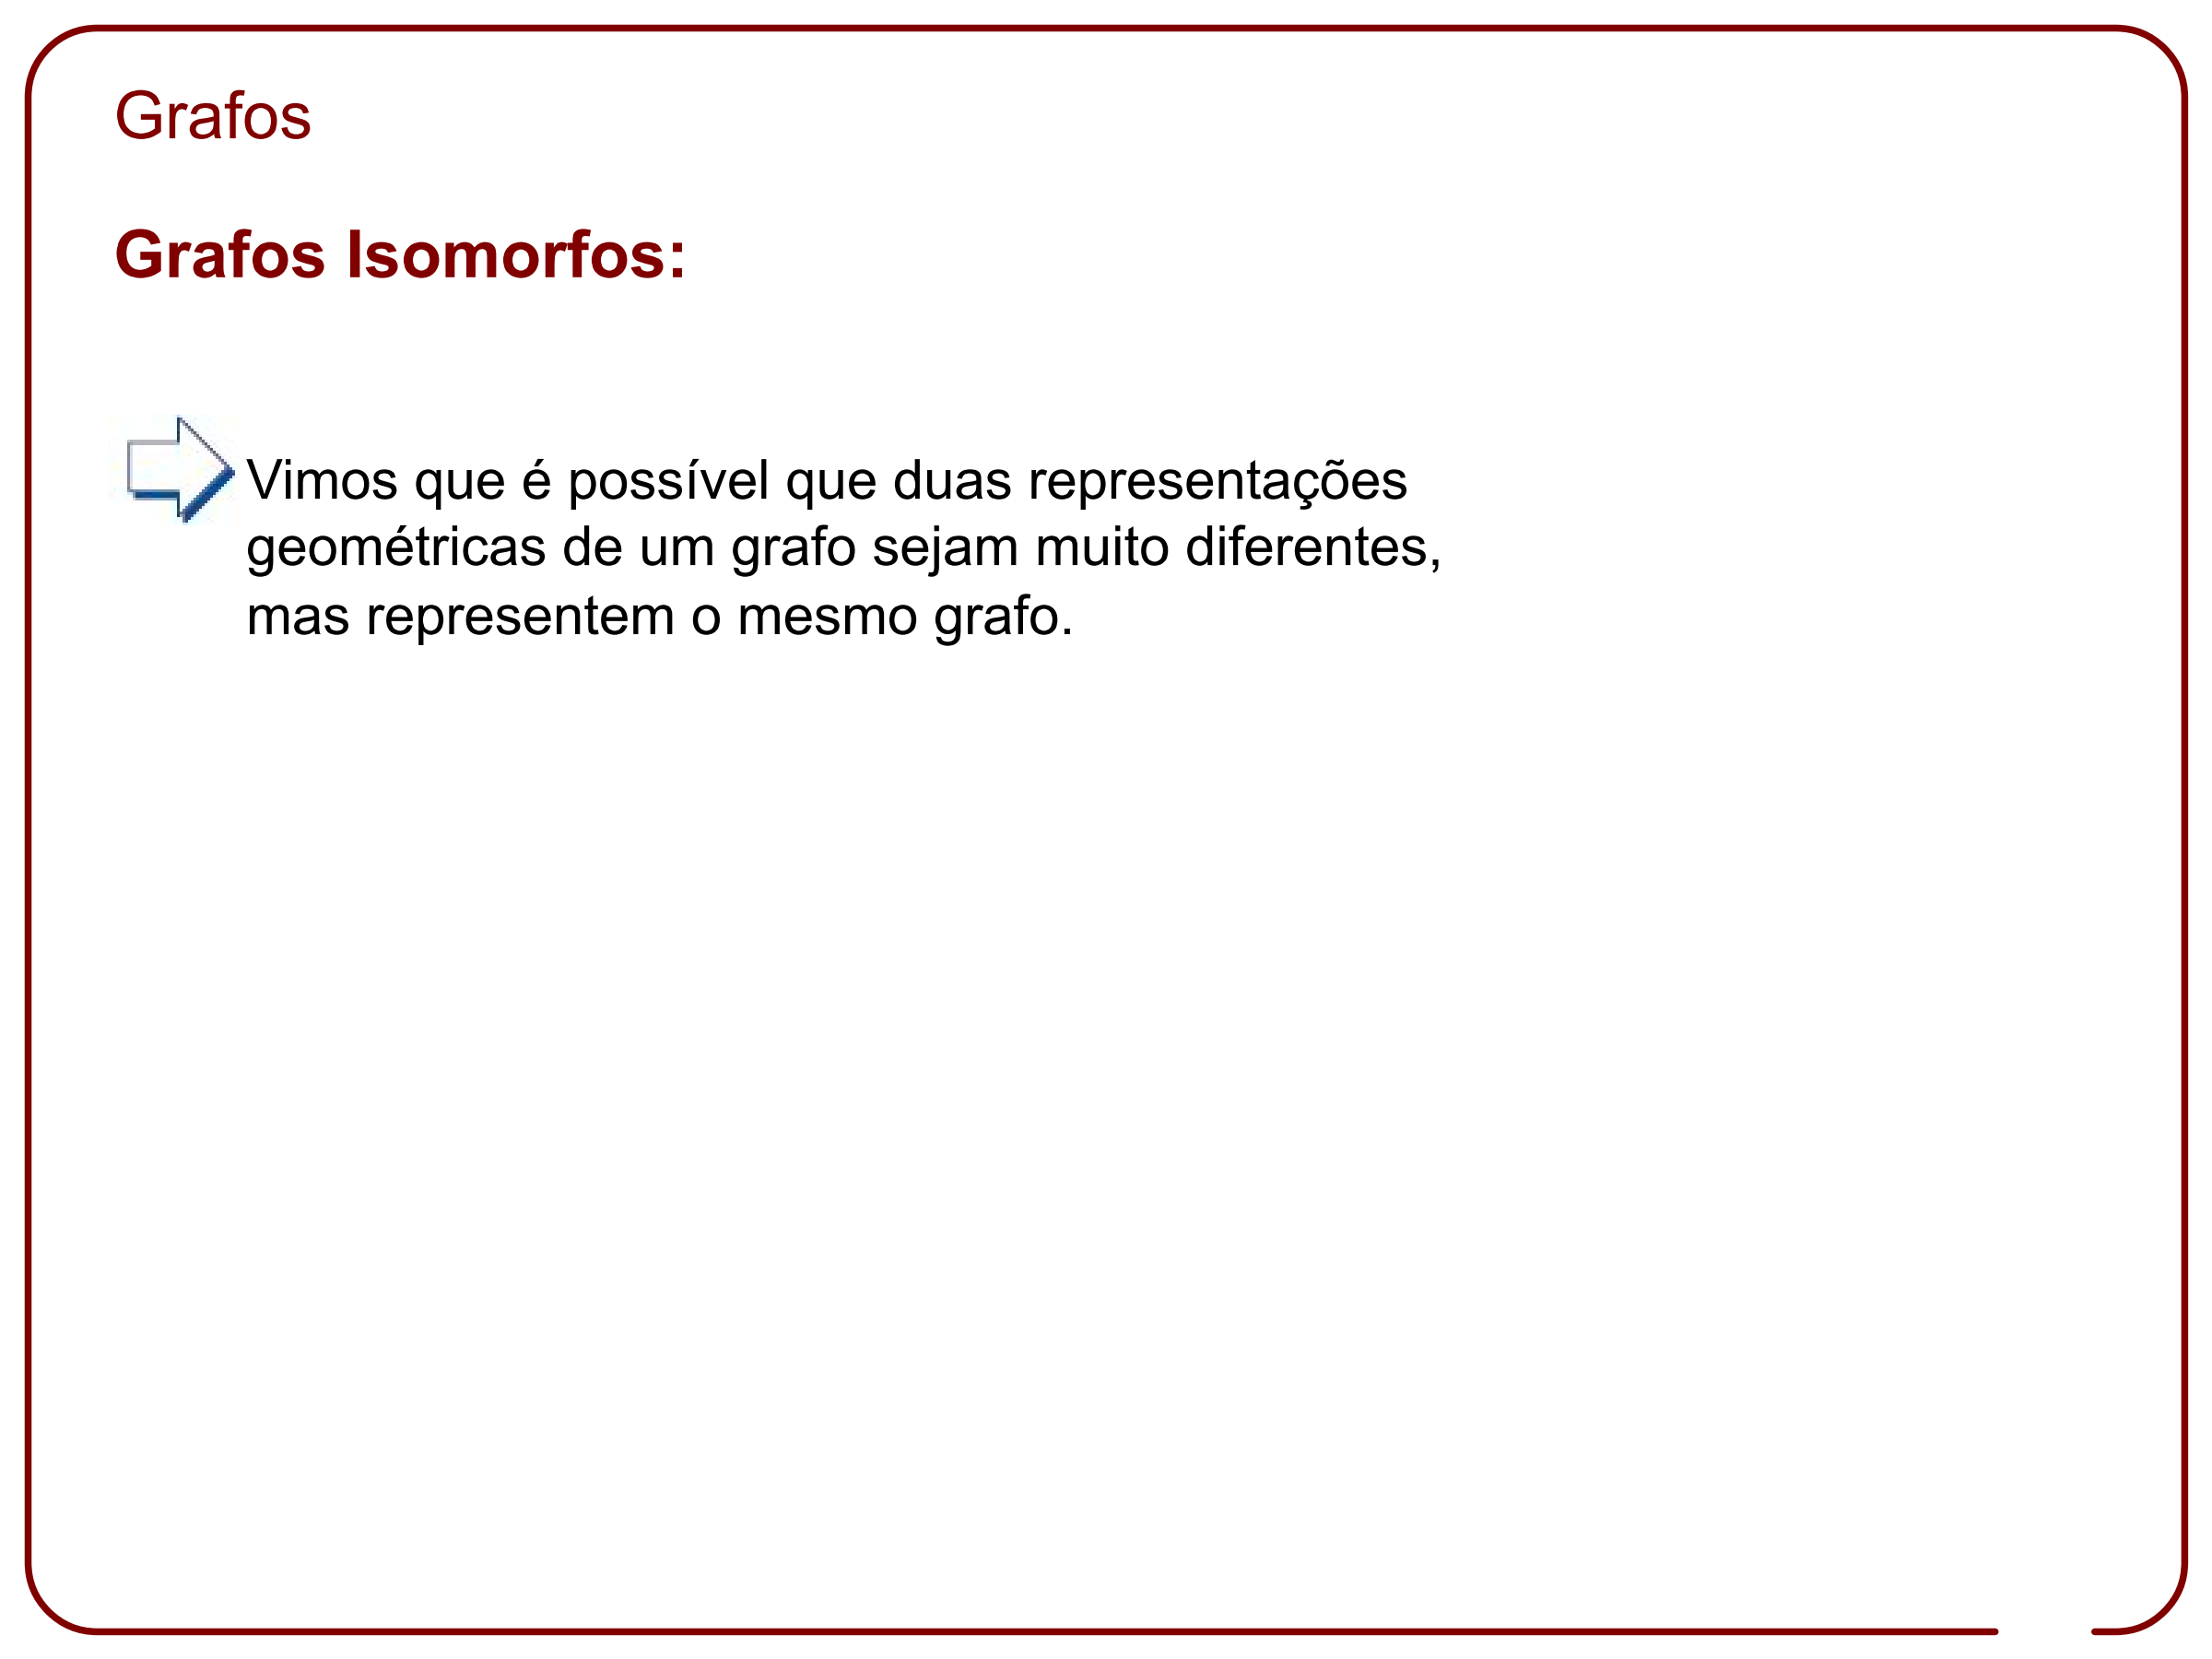 Grafos
Grafos Isomorfos:
Vimos que é possível que duas representações
geométricas de um grafo sejam muito diferentes,
mas representem o mesmo grafo.